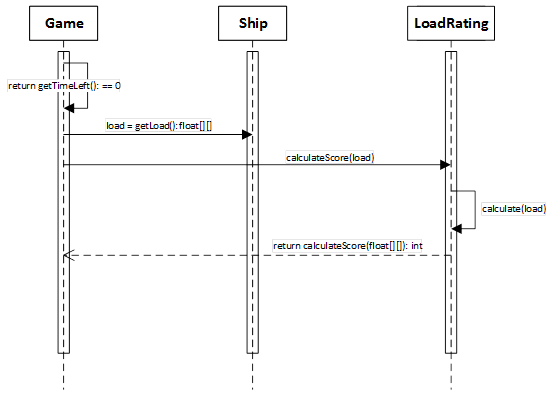 Game
Ship
LoadRating
return getTimeLeft(): == 0
load = getLoad():float[][]
calculateScore(load)
calculate(load)
return calculateScore(float[][]): int